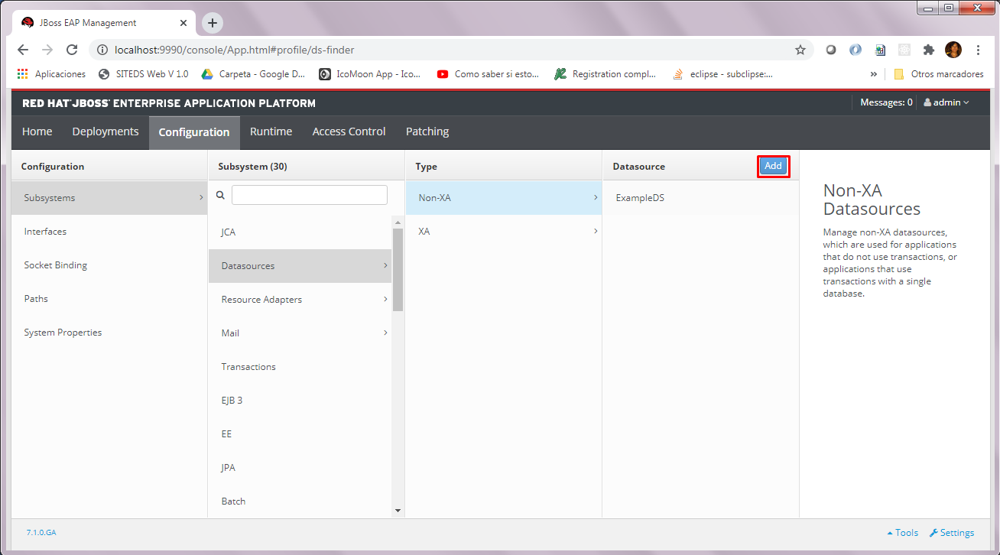 JBoss EAP Management
localhost:9990/console/App.html#profile/ds-finder
Aplicaciones
SITEDS Web V 1.0
Carpeta - Google D...
IcoMoon App - Ico...
Como saber si esto...
Registration compl...
eclipse - subclipse:...
»
Otros marcadores
RED HAT JBOSS ENTERPRISE APPLICATION PLATFORM
Messages: 0
admin
Home
Deployments
Configuration
Runtime
Access Control
Patching
Configuration
Subsystems
Interfaces
Socket Binding
Paths
System Properties
Subsystem (30)
JCA
Datasources
Resource Adapters
Mail
Transactions
EJB 3
EE
JPA
Batch
Type
Non-XA
XA
Datasource
Add
ExampleDS
Non-XA
Datasources
Manage non-XA datasources,
which are used for applications
that do not use transactions, or
applications that use
transactions with a single
database.
7.1.0.GA
Tools
Settings